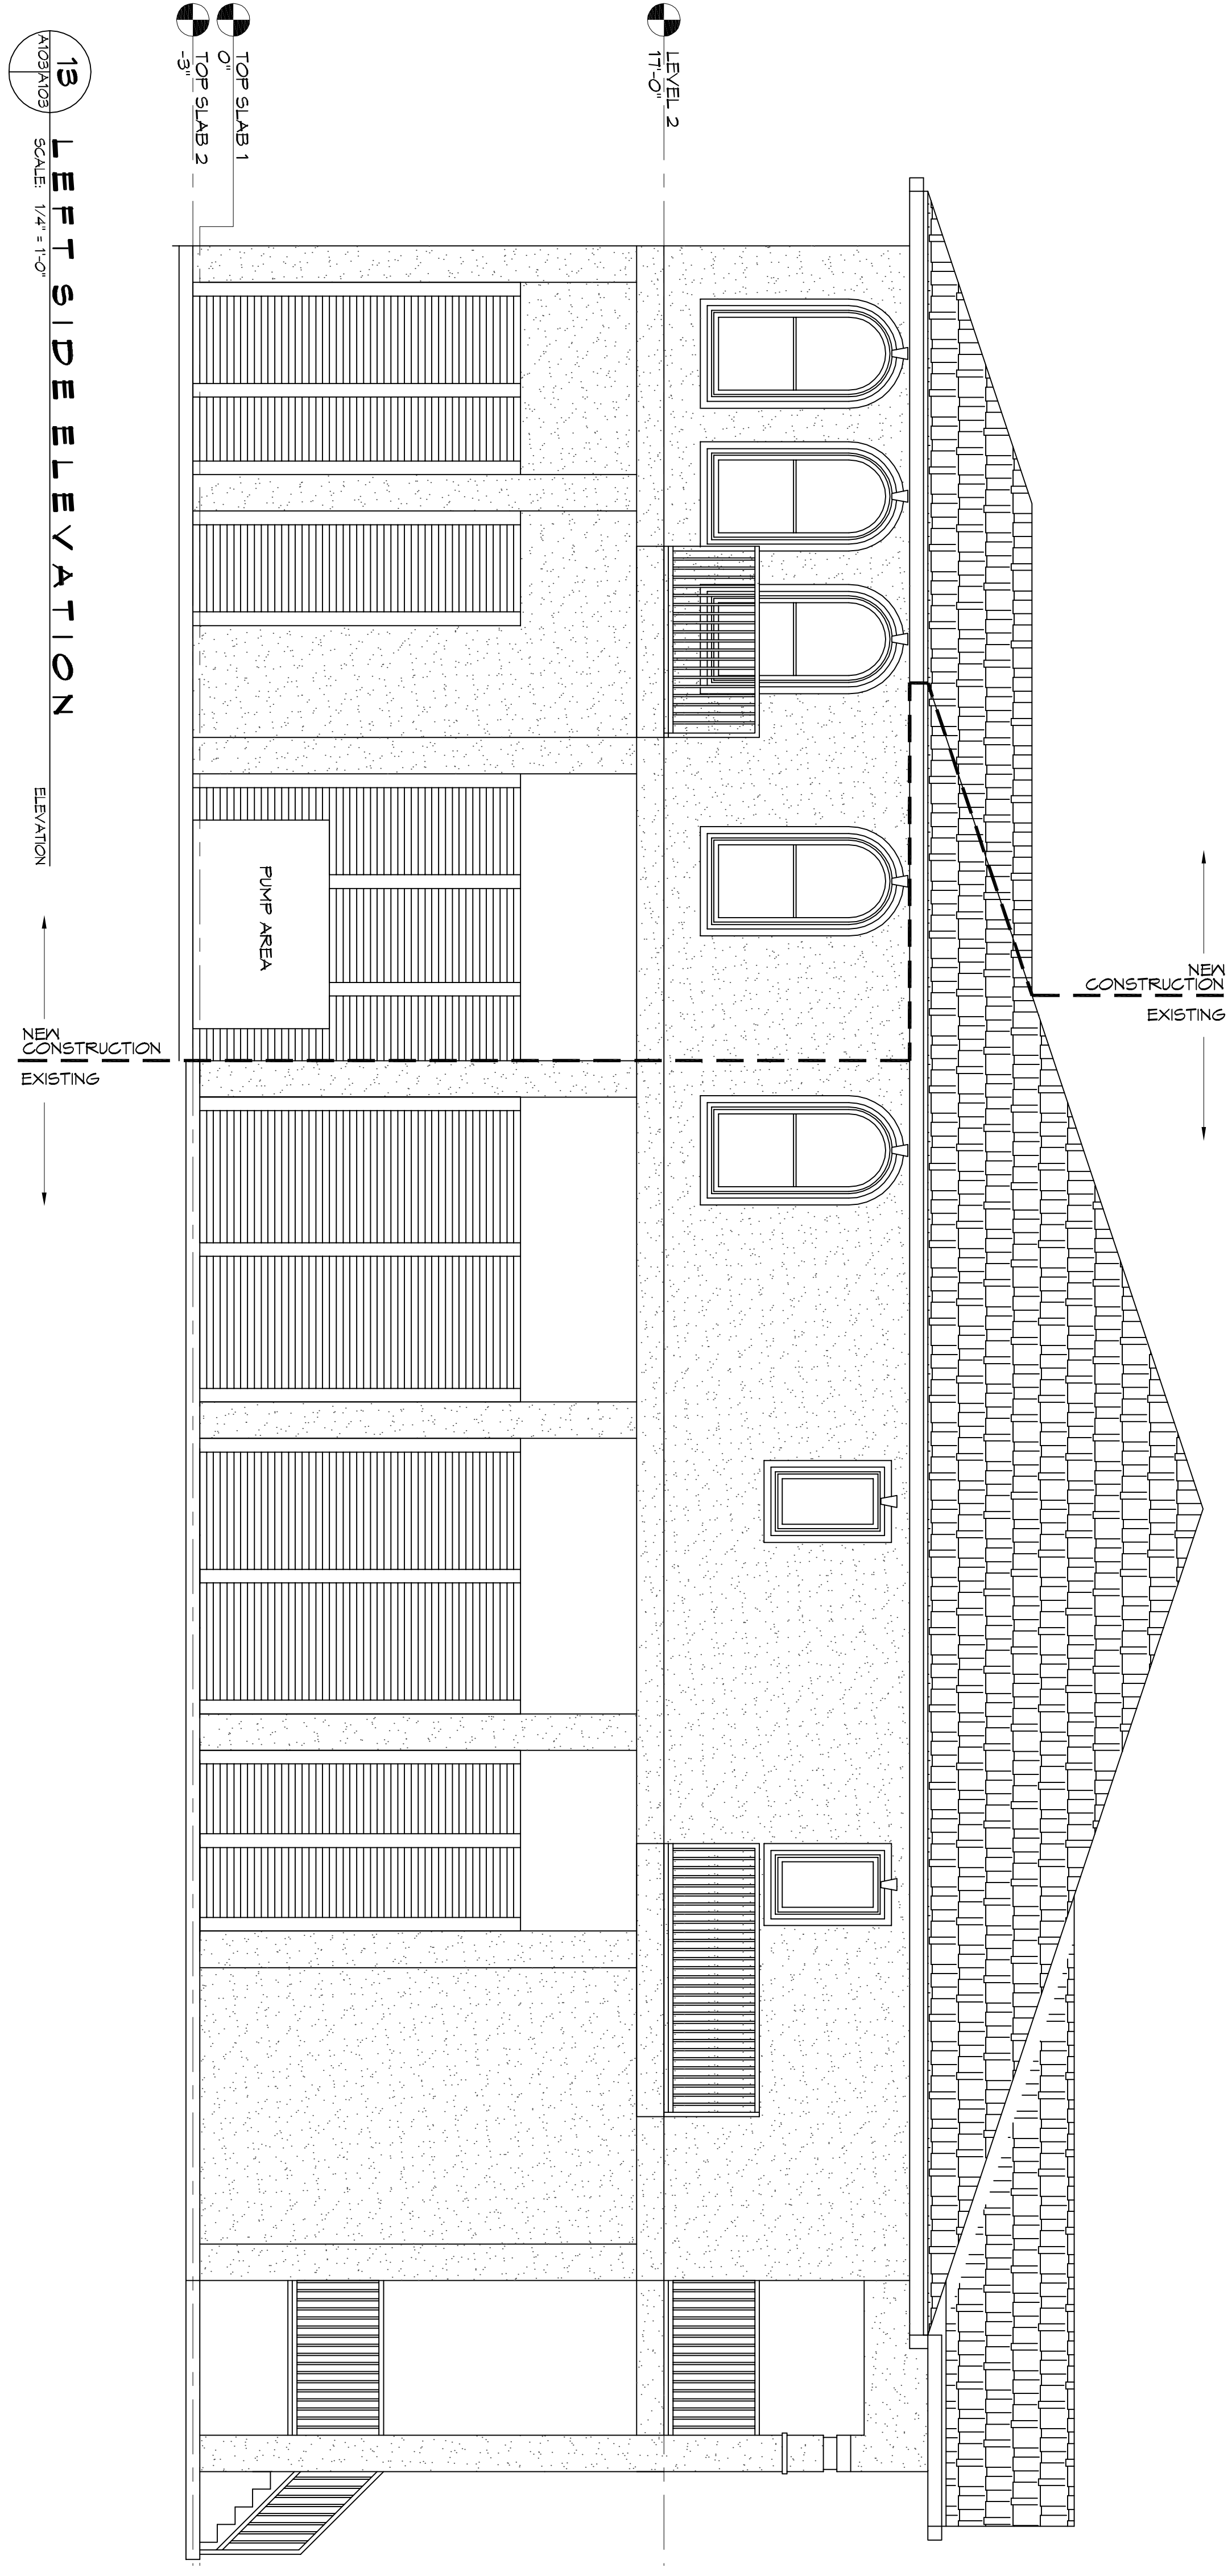 LEVEL 2
17'-0"
TOP SLAB 1
0"
TOP SLAB 2
-3"
PUMP AREA
NEW
CONSTRUCTION
EXISTING
NEW
CONSTRUCTION
EXISTING
13
A103 A103
LEFT SIDE ELEVATION
SCALE: 1/4" = 1'-0"
ELEVATION